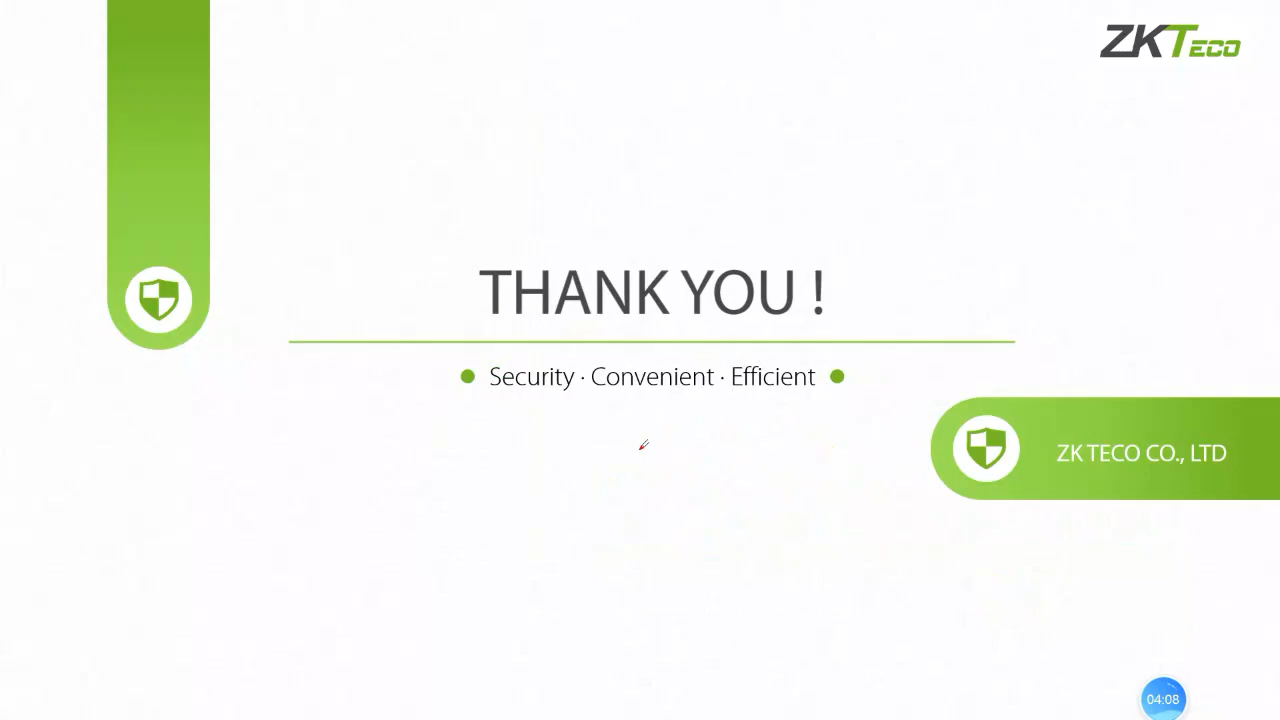 ZKTeco
THANK YOU !
Security · Convenient · Efficient
ZK TECO CO., LTD
04:08